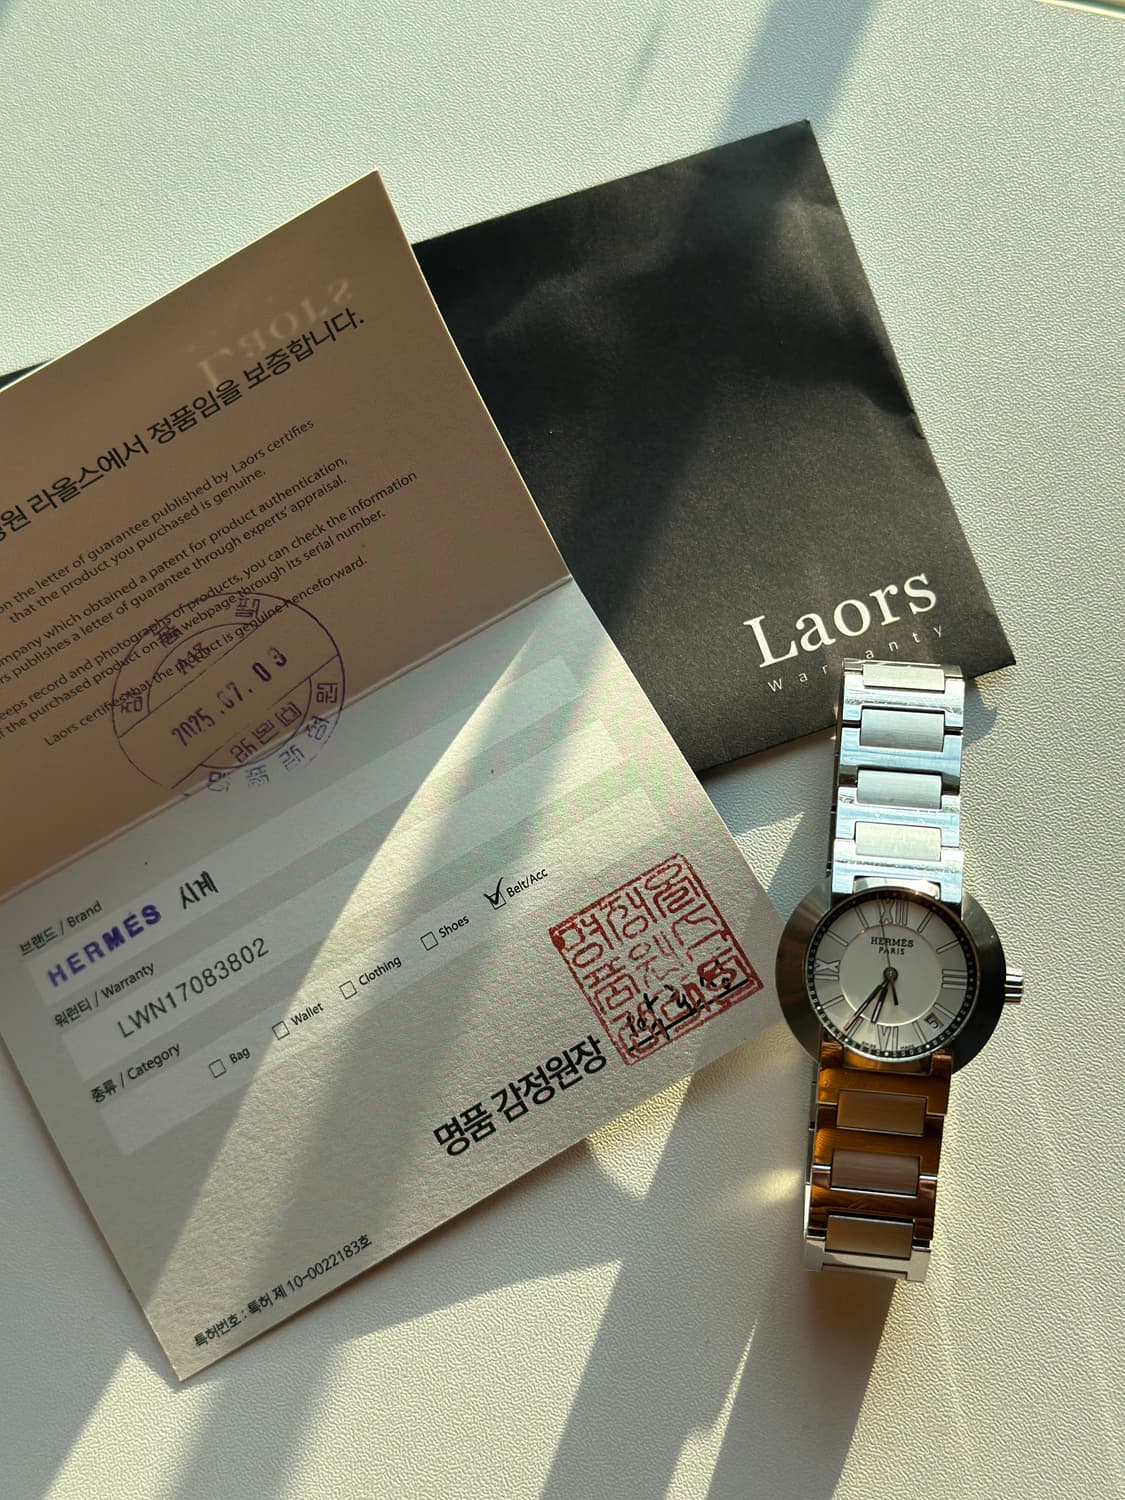 라올스에서 정품임을 보증합니다.
on the letter of guarantee published by Laors certifies
that the product you purchased is genuine.
which obtained a patent for product authentication,
publishes a letter of guarantee through experts' appraisal.
record and photographs of products, you can check the information
the purchased product on webpage through its serial number.
Laors certifies that the product is genuine henceforward.
2025.07.03
브랜드 / Brand
HERMES 시계
워런티 / Warranty
LWN17083802
종류 / Category
Bag
Wallet
Clothing
Shoes
Belt/Acc
명품 감정원장
특허번호 : 특허 제 10-0022183호
Laors
Warranty
HERMES
PARIS
5